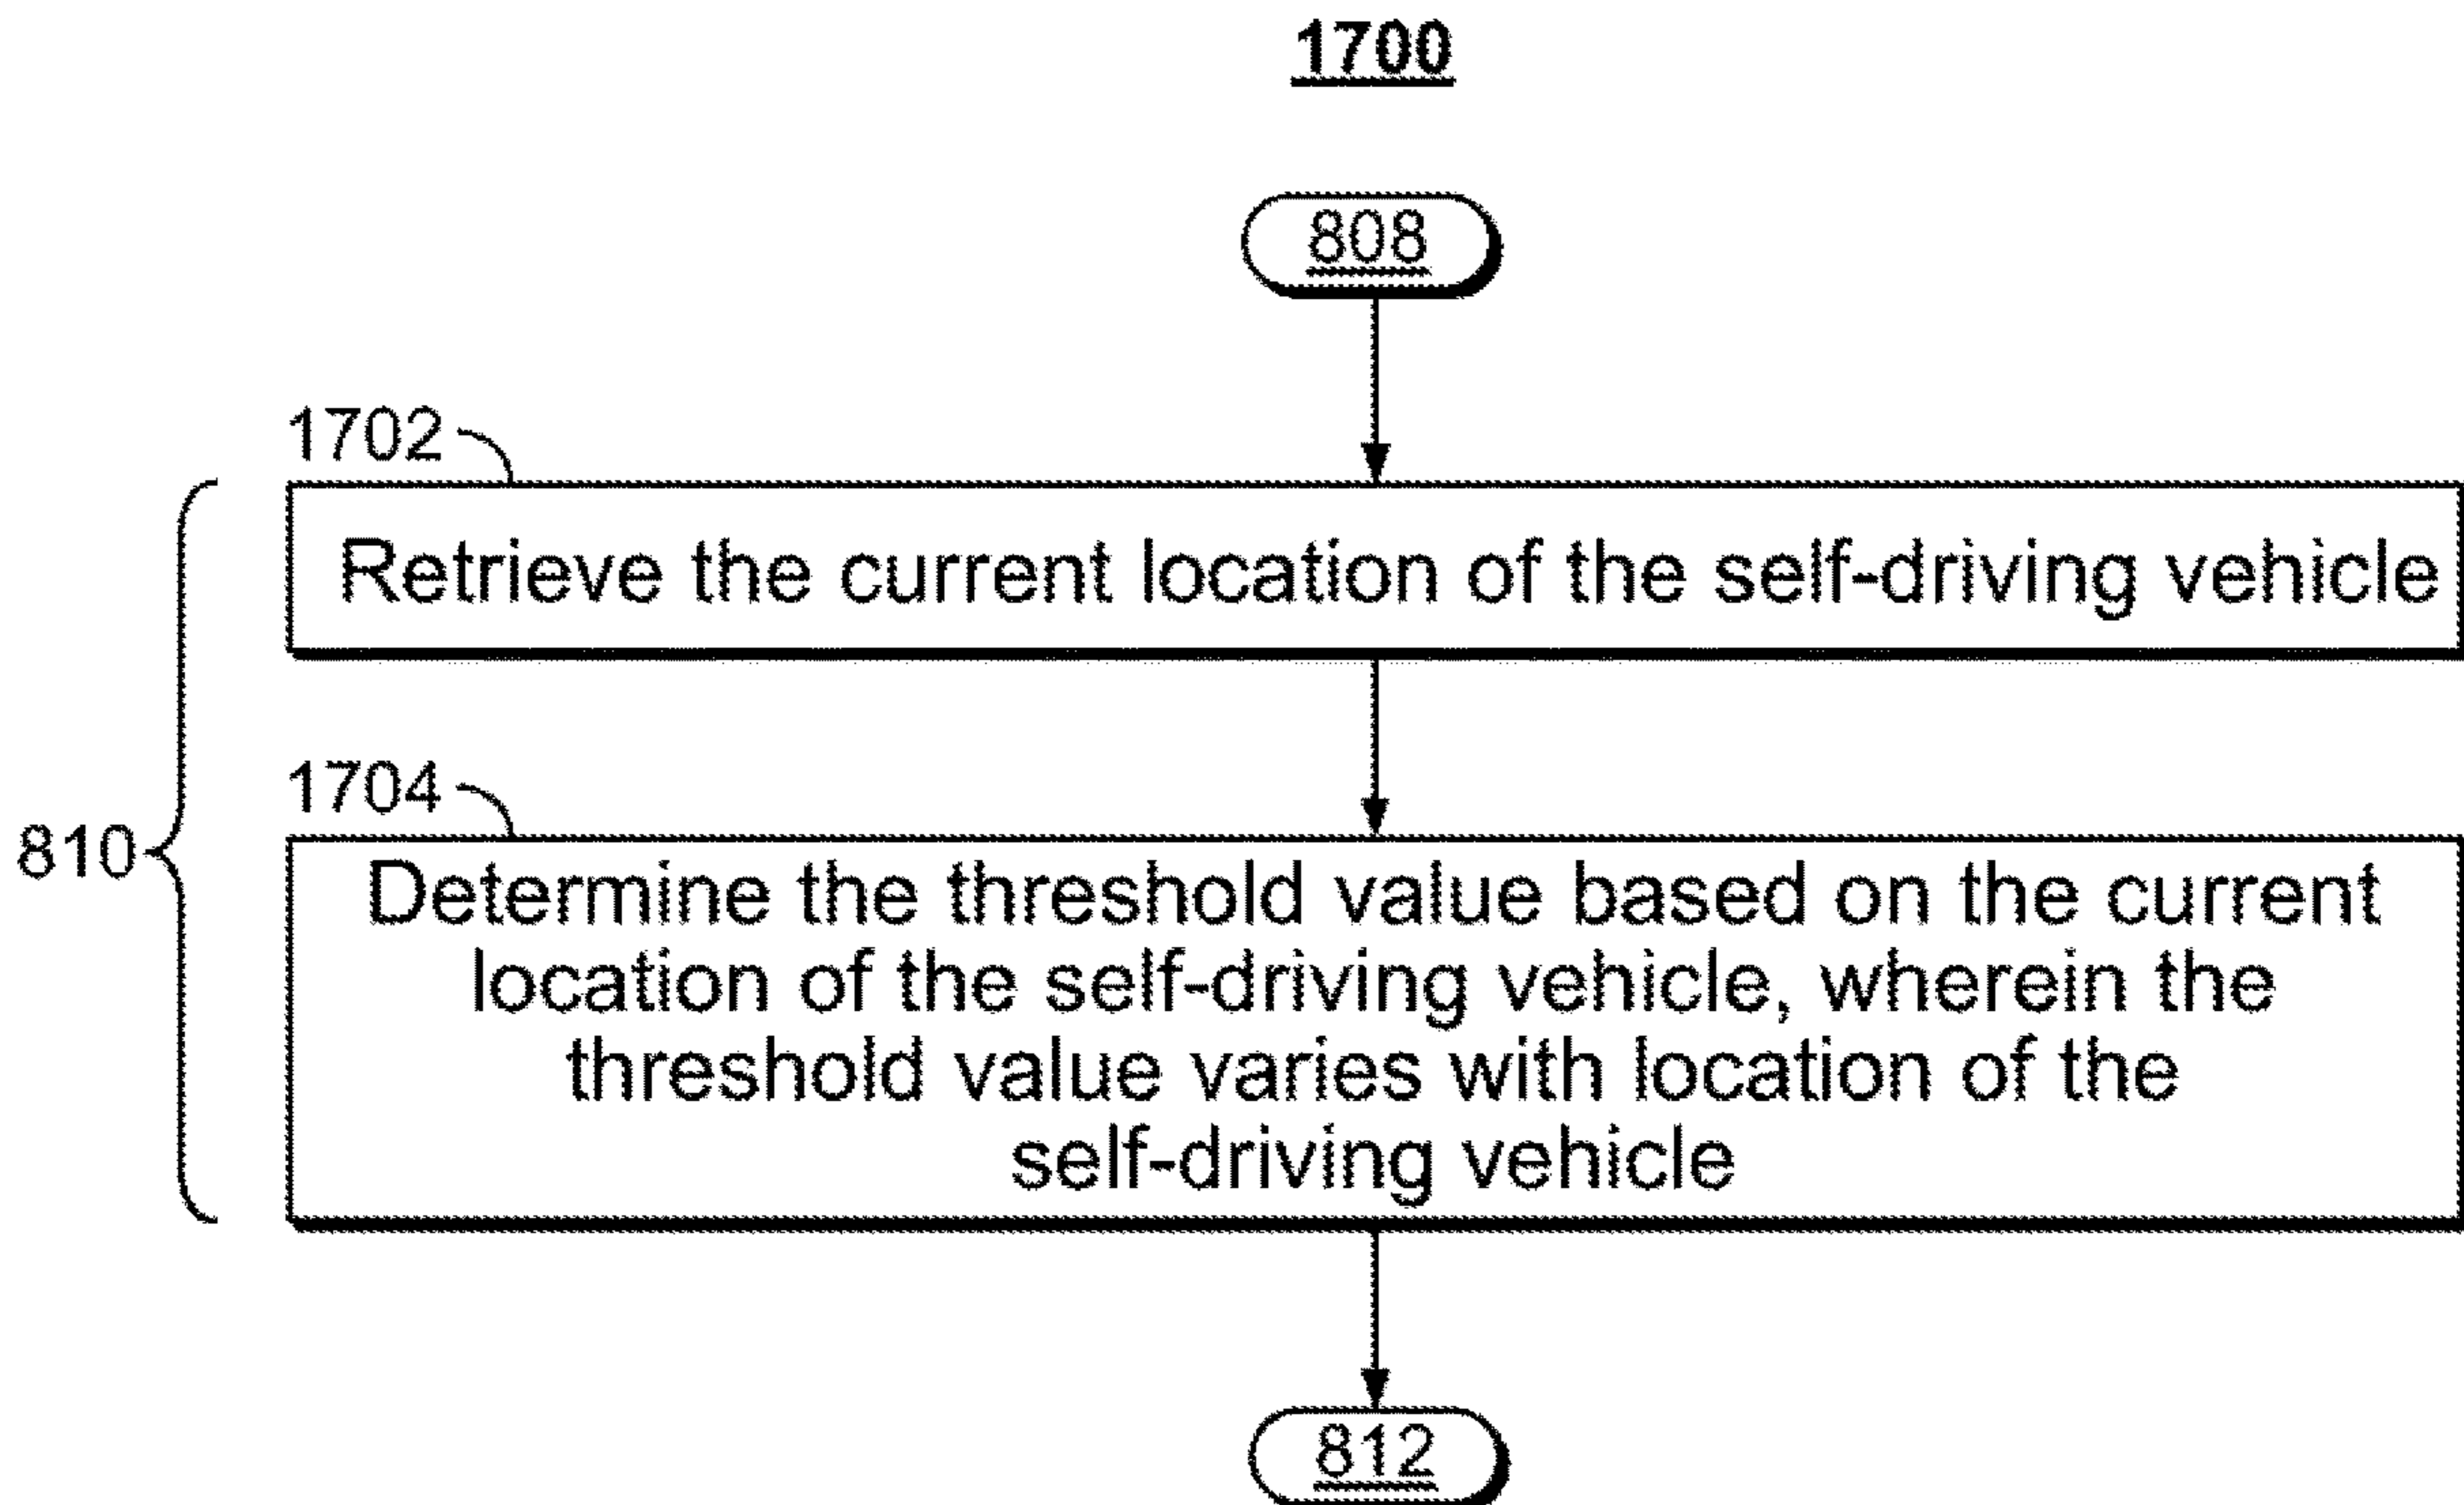 1700
808
1702
Retrieve the current location of the self-driving vehicle
1704
810
Determine the threshold value based on the current
location of the self-driving vehicle, wherein the
threshold value varies with location of the
self-driving vehicle
812